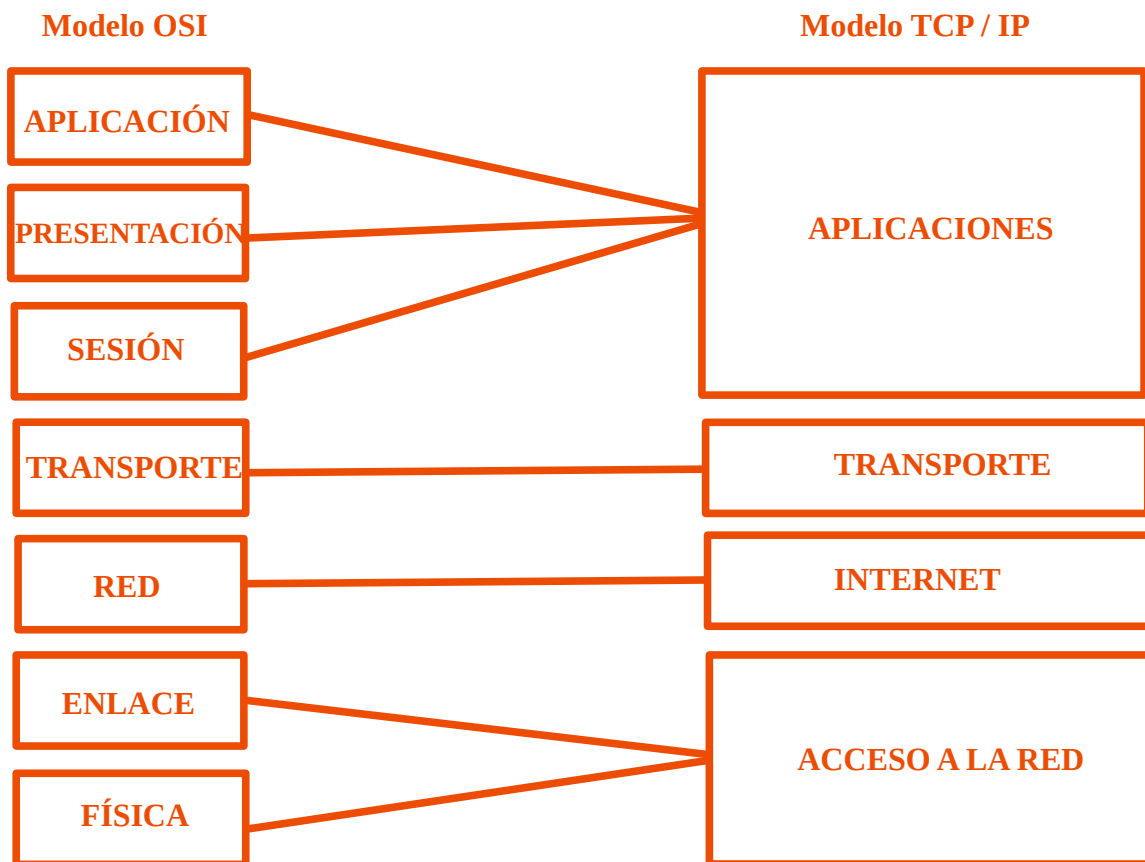 Modelo OSI
Modelo TCP / IP
APLICACIÓN
PRESENTACIÓN
SESIÓN
TRANSPORTE
RED
ENLACE
FÍSICA
APLICACIONES
TRANSPORTE
INTERNET
ACCESO A LA RED